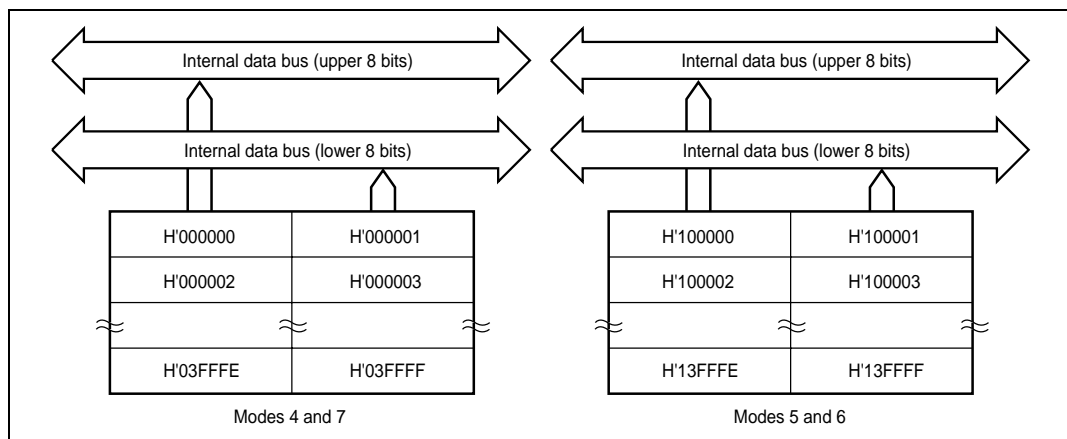 Internal data bus (upper 8 bits)
Internal data bus (lower 8 bits)
H'000000 H'000001
H'000002 H'000003
H'03FFFE H'03FFFF
Modes 4 and 7
Internal data bus (upper 8 bits)
Internal data bus (lower 8 bits)
H'100000 H'100001
H'100002 H'100003
H'13FFFE H'13FFFF
Modes 5 and 6